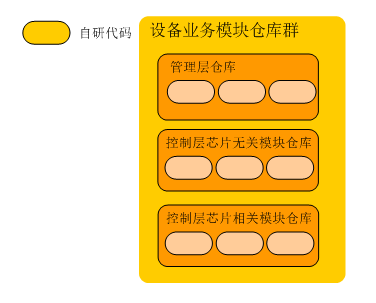 自研代码
设备业务模块仓库群
管理层仓库
控制层芯片无关模块仓库
控制层芯片相关模块仓库